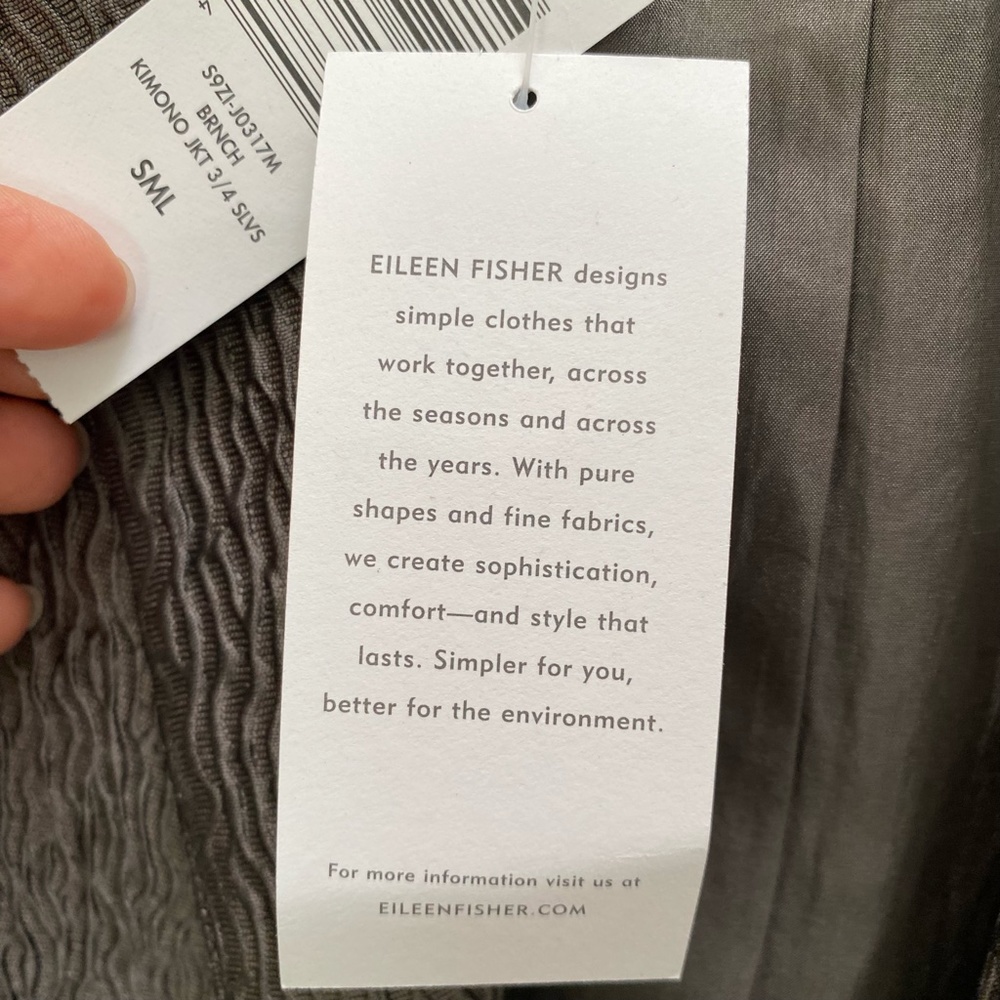 S9ZI-J0317M
BRNCH
KIMONO JKT 3/4 SLVS
SML
EILEEN FISHER designs
simple clothes that
work together, across
the seasons and across
the years. With pure
shapes and fine fabrics,
we create sophistication,
comfort—and style that
lasts. Simpler for you,
better for the environment.
For more information visit us at
EILEENFISHER.COM